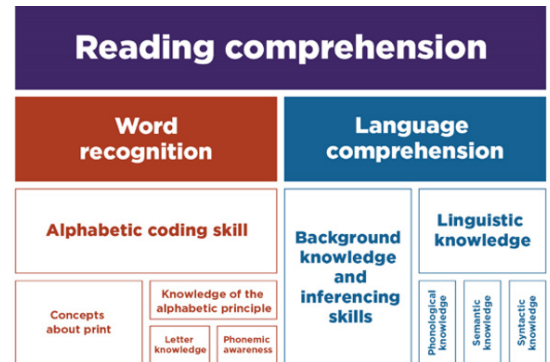 Reading comprehension
Word
recognition
Language
comprehension
Alphabetic coding skill
Background
knowledge
and
inferencing
skills
Linguistic
knowledge
Concepts
about print
Knowledge of the
alphabetic principle
Letter
knowledge
Phonemic
awareness
Phonological
knowledge
Semantic
knowledge
Syntactic
knowledge